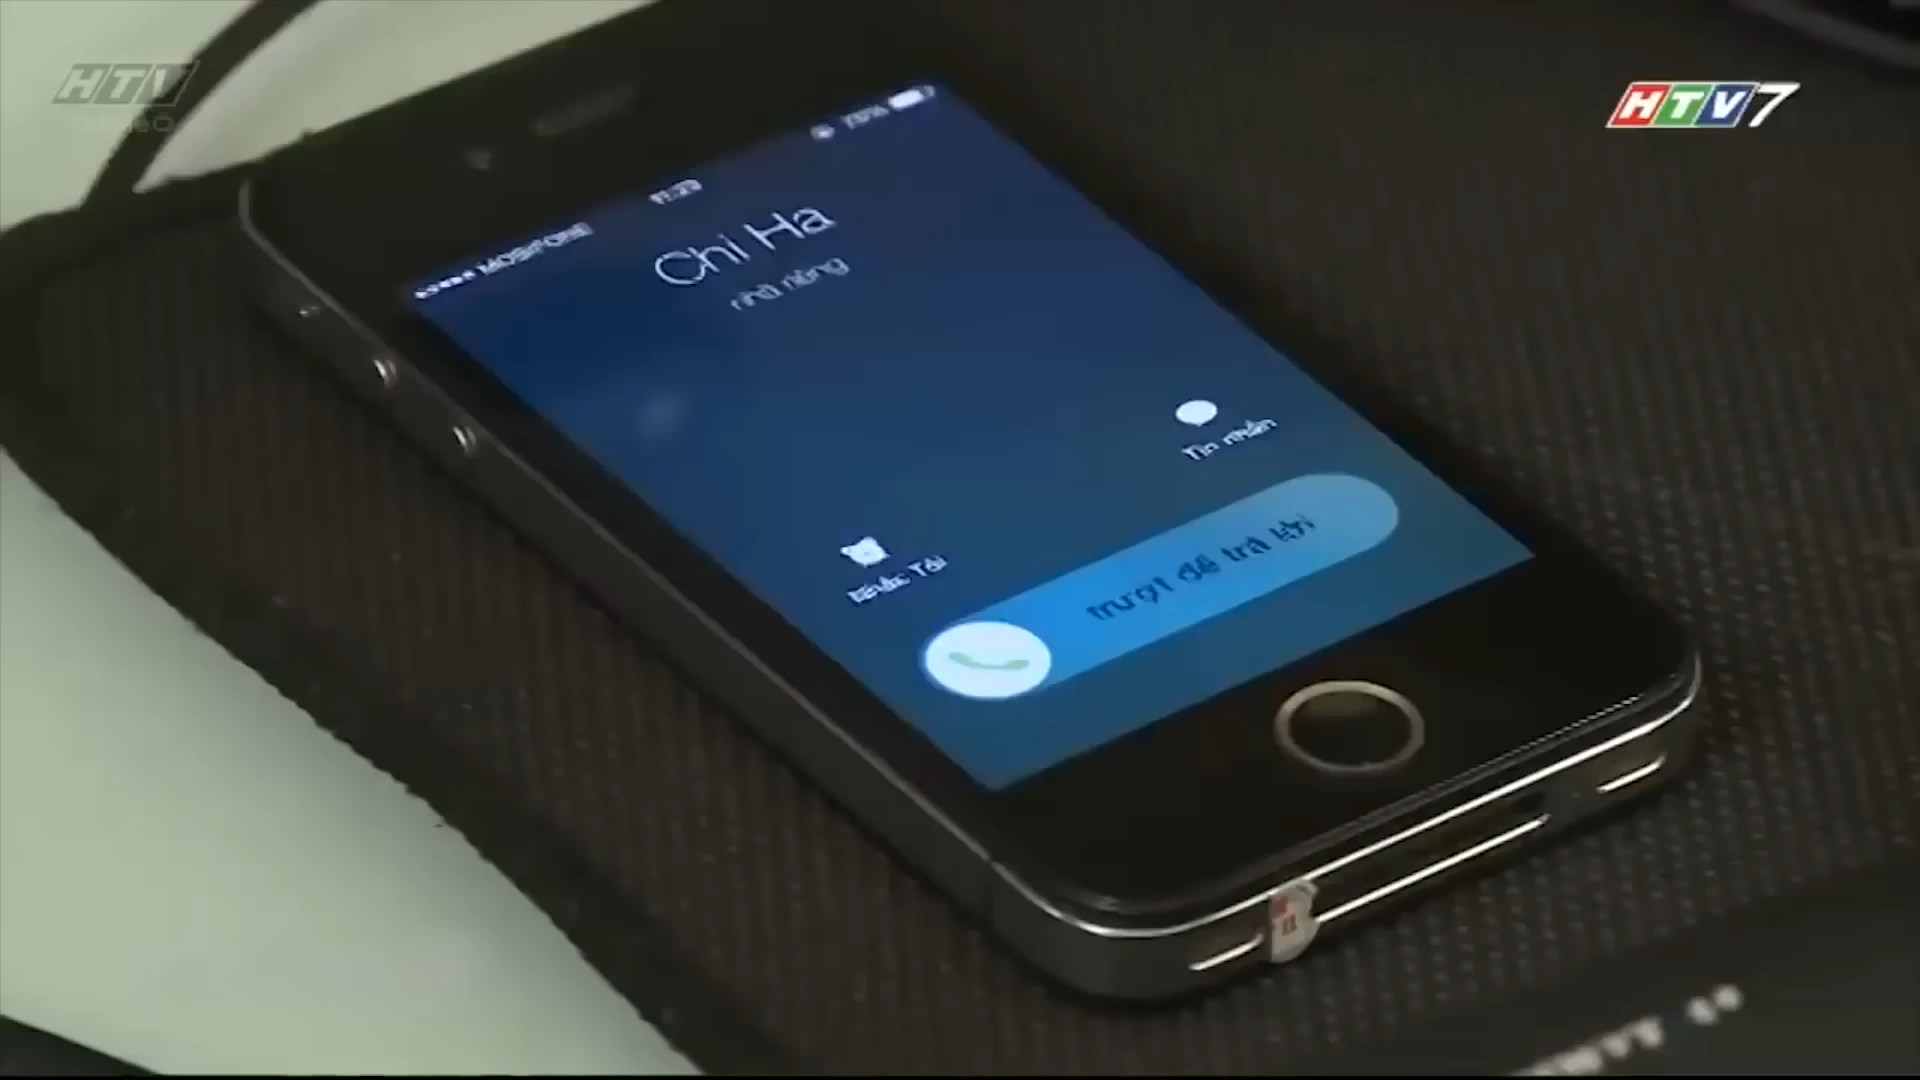 HTV
HTV7
MOBIFONE
Chi Ha
nhà riêng
Tin nhắn
Nhắc Tôi
trượt để trả lời